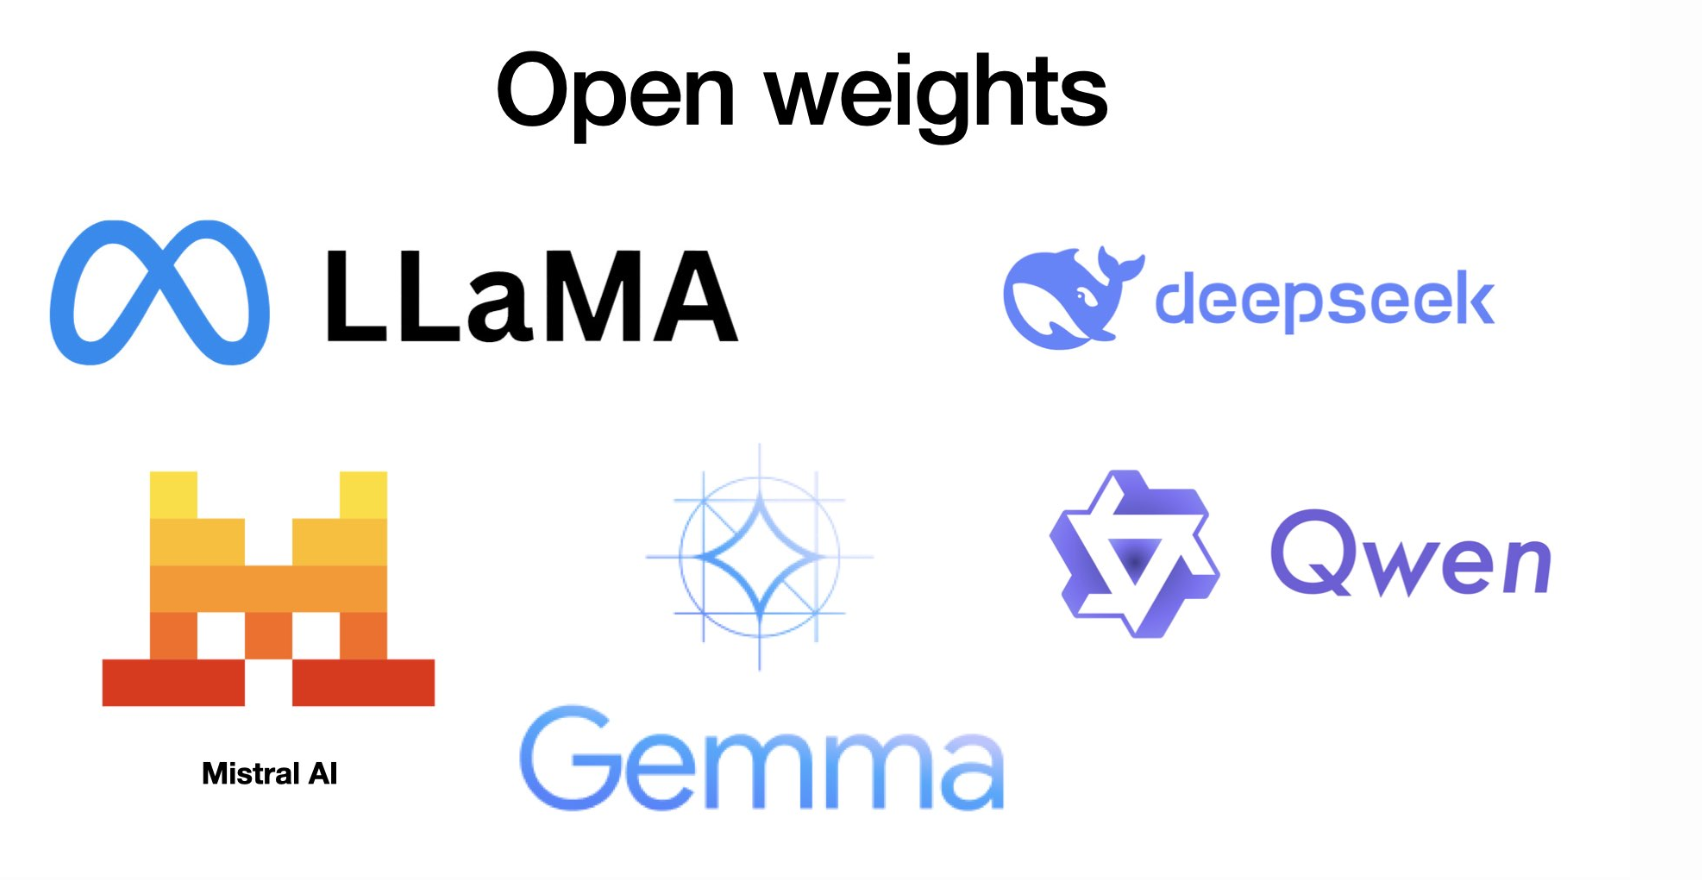 Open weights
LLaMA
deepseek
Qwen
Mistral AI
Gemma